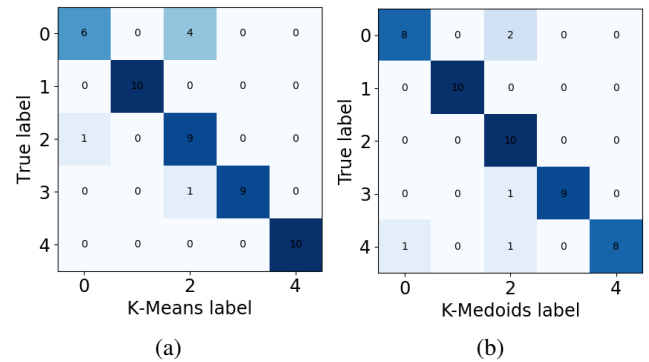 0 6 0 4 0 0
1 0 10 0 0 0
2 1 0 9 0 0
3 0 0 1 9 0
4 0 0 0 0 10
0 2 4
True label
K-Means label
(a)
0 8 0 2 0 0
1 0 10 0 0 0
2 0 0 10 0 0
3 0 0 1 9 0
4 1 0 1 0 8
0 2 4
True label
K-Medoids label
(b)